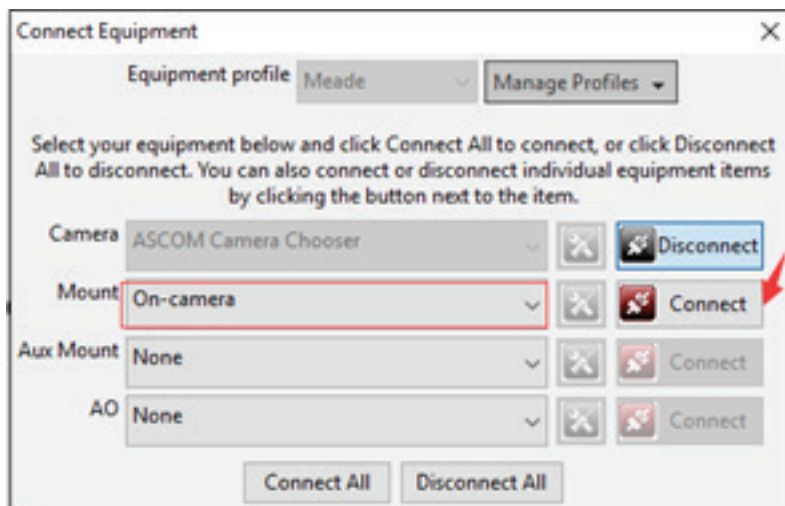 Connect Equipment
Equipment profile Meade Manage Profiles
Select your equipment below and click Connect All to connect, or click Disconnect
All to disconnect. You can also connect or disconnect individual equipment items
by clicking the button next to the item.
Camera ASCOM Camera Chooser Disconnect
Mount On-camera Connect
Aux Mount None Connect
AO None Connect
Connect All Disconnect All